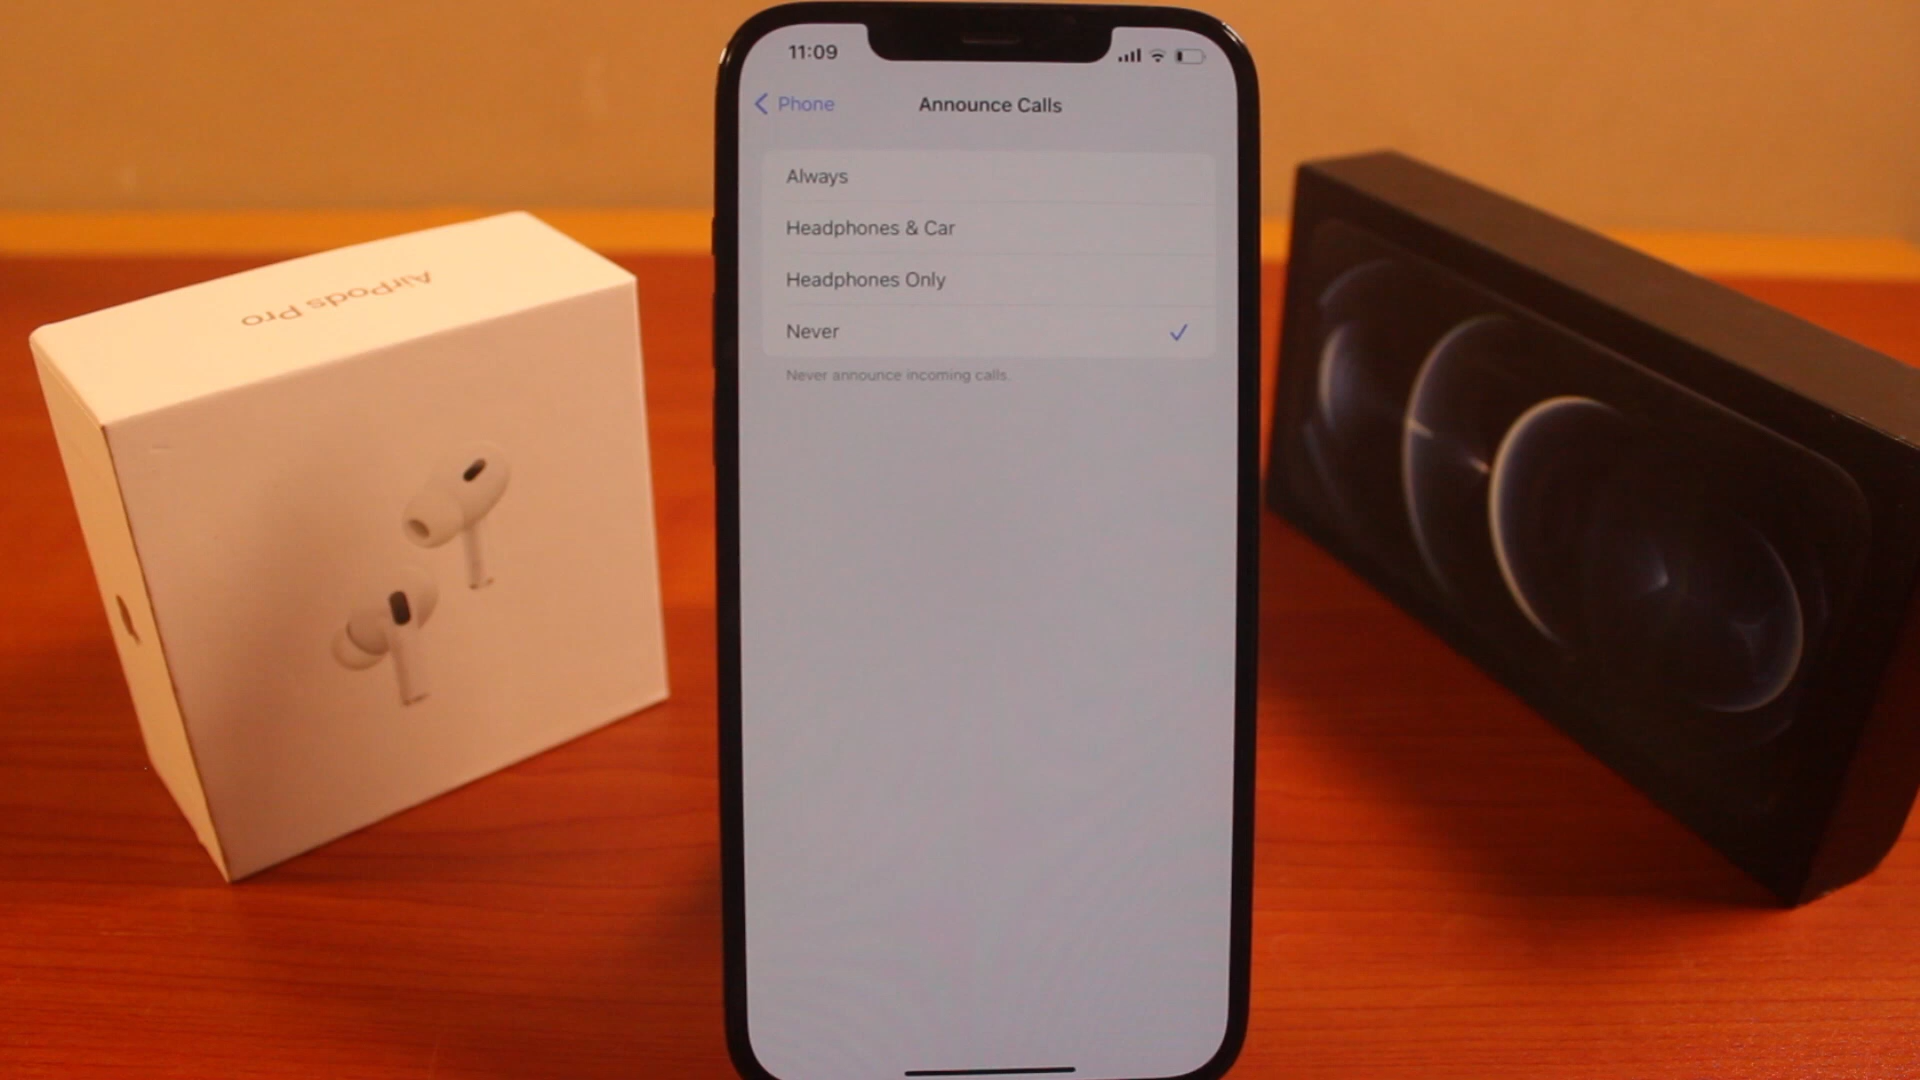 11:09
Phone
Announce Calls
Always
Headphones & Car
Headphones Only
Never
Never announce incoming calls.
AirPods Pro